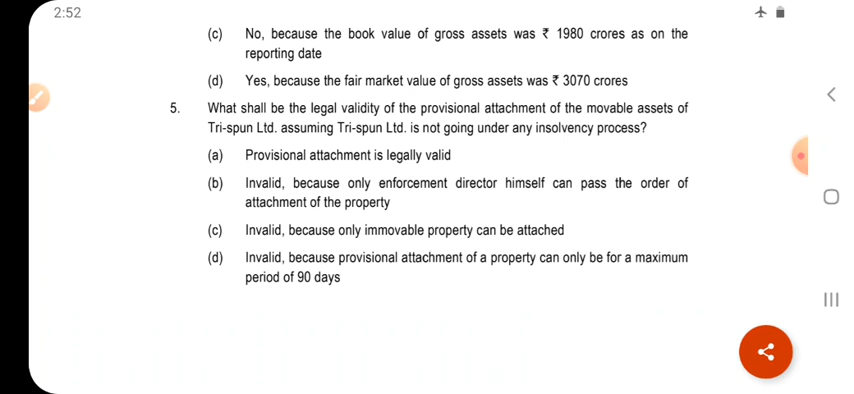 2:52
(c) No, because the book value of gross assets was ₹ 1980 crores as on the
reporting date
(d) Yes, because the fair market value of gross assets was ₹ 3070 crores
5. What shall be the legal validity of the provisional attachment of the movable assets of
Tri-spun Ltd. assuming Tri-spun Ltd. is not going under any insolvency process?
(a) Provisional attachment is legally valid
(b) Invalid, because only enforcement director himself can pass the order of
attachment of the property
(c) Invalid, because only immovable property can be attached
(d) Invalid, because provisional attachment of a property can only be for a maximum
period of 90 days